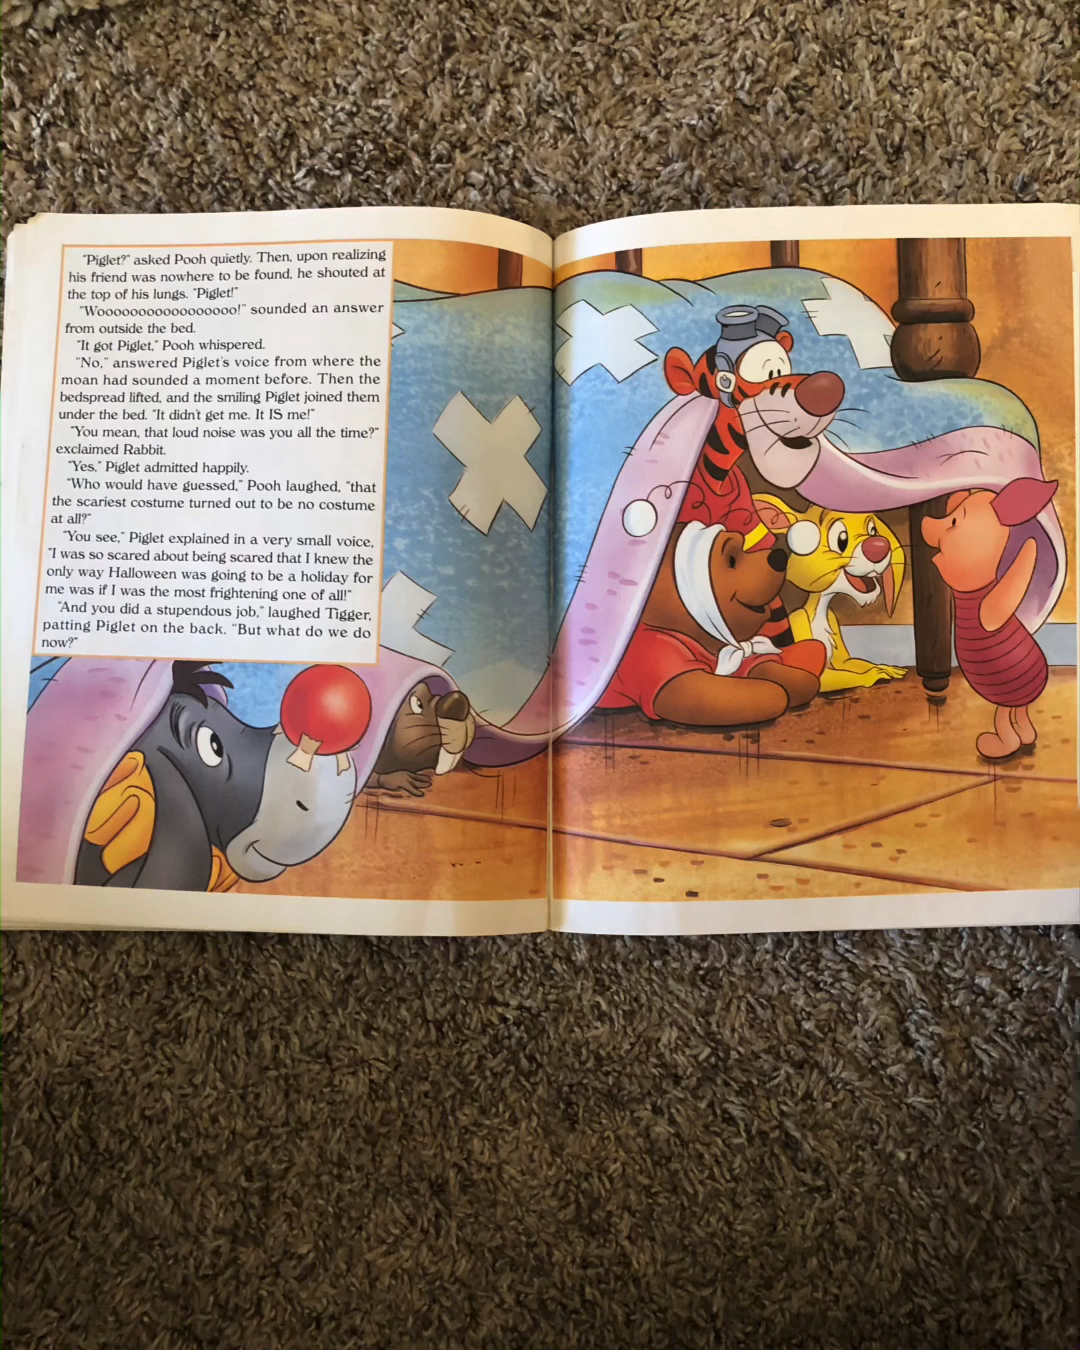 "Piglet?" asked Pooh quietly. Then, upon realizing
his friend was nowhere to be found, he shouted at
the top of his lungs. "Piglet!"
"Wooooooooooooooooo!" sounded an answer
from outside the bed.
"It got Piglet," Pooh whispered.
"No," answered Piglet's voice from where the
moan had sounded a moment before. Then the
bedspread lifted, and the smiling Piglet joined them
under the bed. "It didn't get me. It IS me!"
"You mean, that loud noise was you all the time?"
exclaimed Rabbit.
"Yes," Piglet admitted happily.
"Who would have guessed," Pooh laughed, "that
the scariest costume turned out to be no costume
at all?"
"You see," Piglet explained in a very small voice,
"I was so scared about being scared that I knew the
only way Halloween was going to be a holiday for
me was if I was the most frightening one of all!"
"And you did a stupendous job," laughed Tigger,
patting Piglet on the back. "But what do we do
now?"